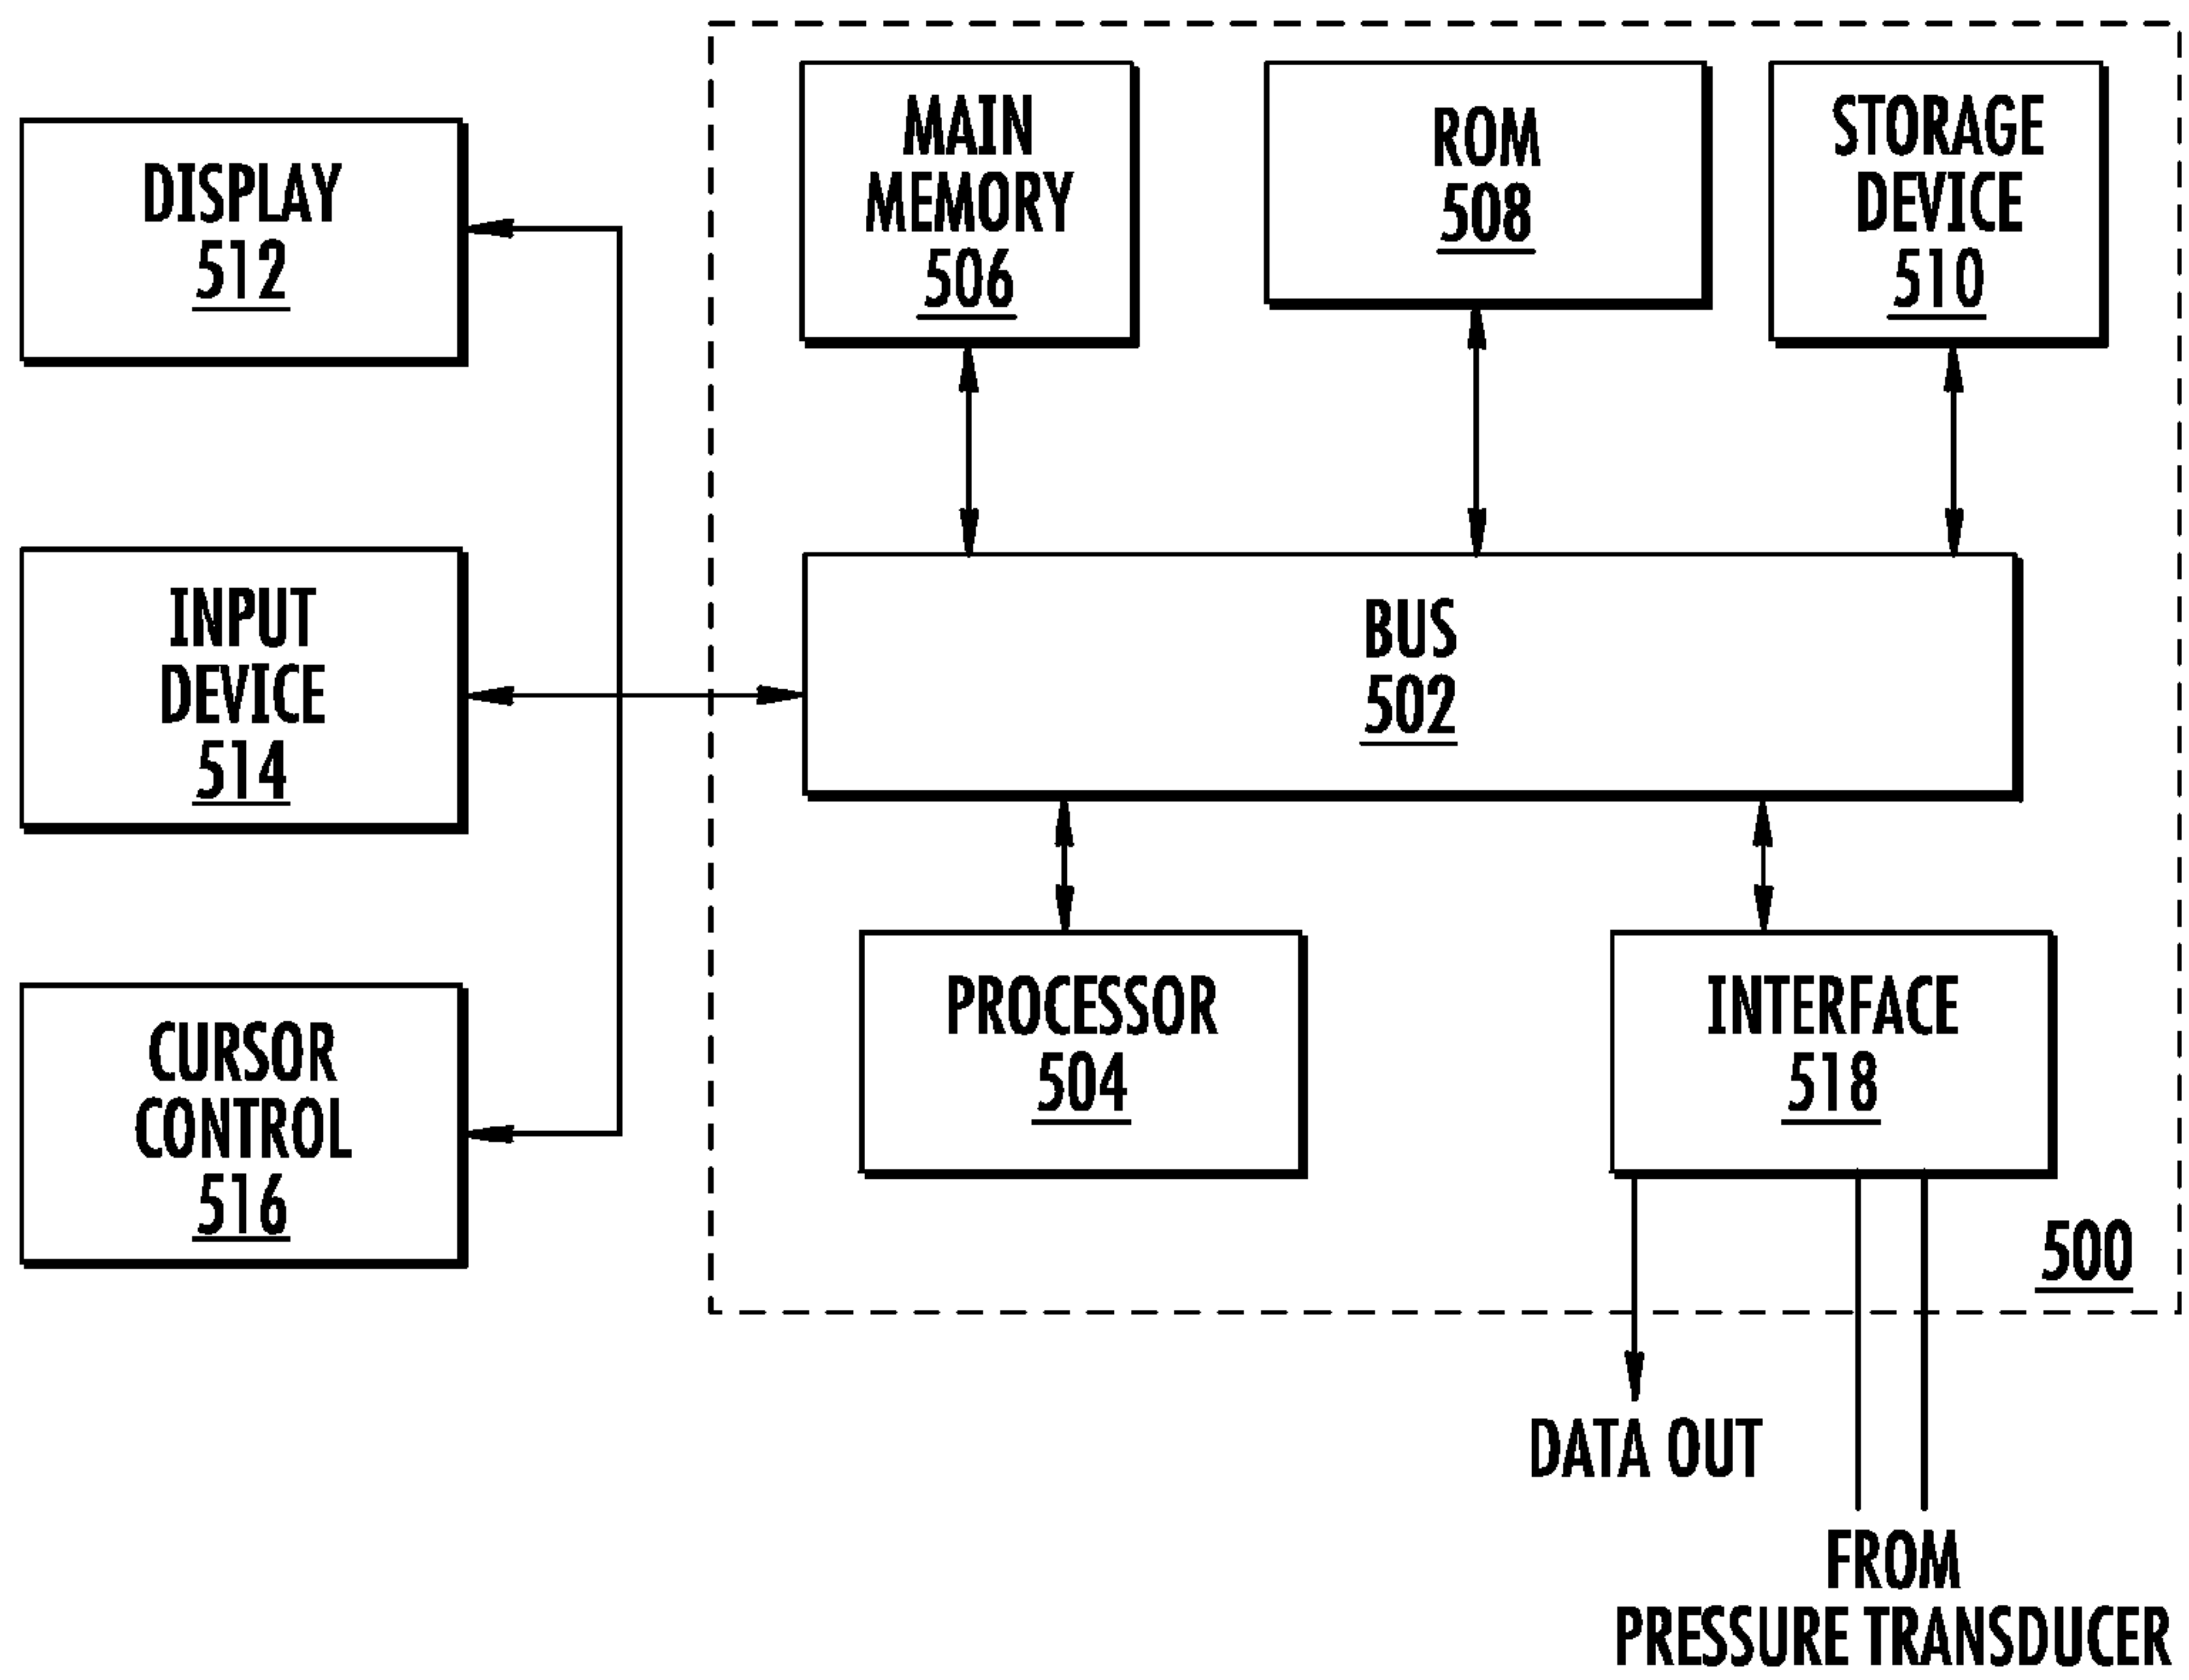 DISPLAY
512
INPUT
DEVICE
514
CURSOR
CONTROL
516
MAIN
MEMORY
506
ROM
508
STORAGE
DEVICE
510
BUS
502
PROCESSOR
504
INTERFACE
518
500
DATA OUT
FROM
PRESSURE TRANSDUCER